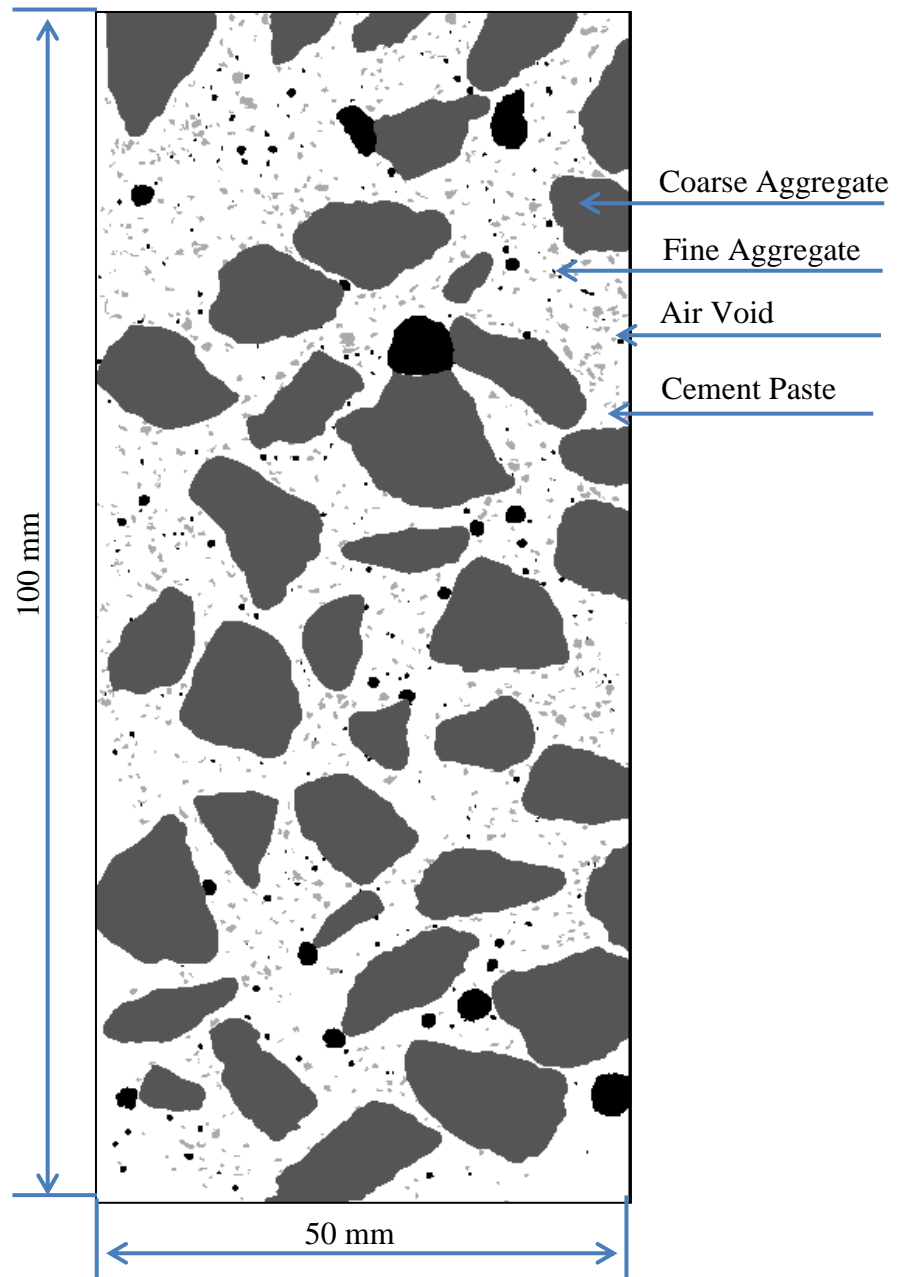 Coarse Aggregate
Fine Aggregate
Air Void
Cement Paste
100 mm
50 mm